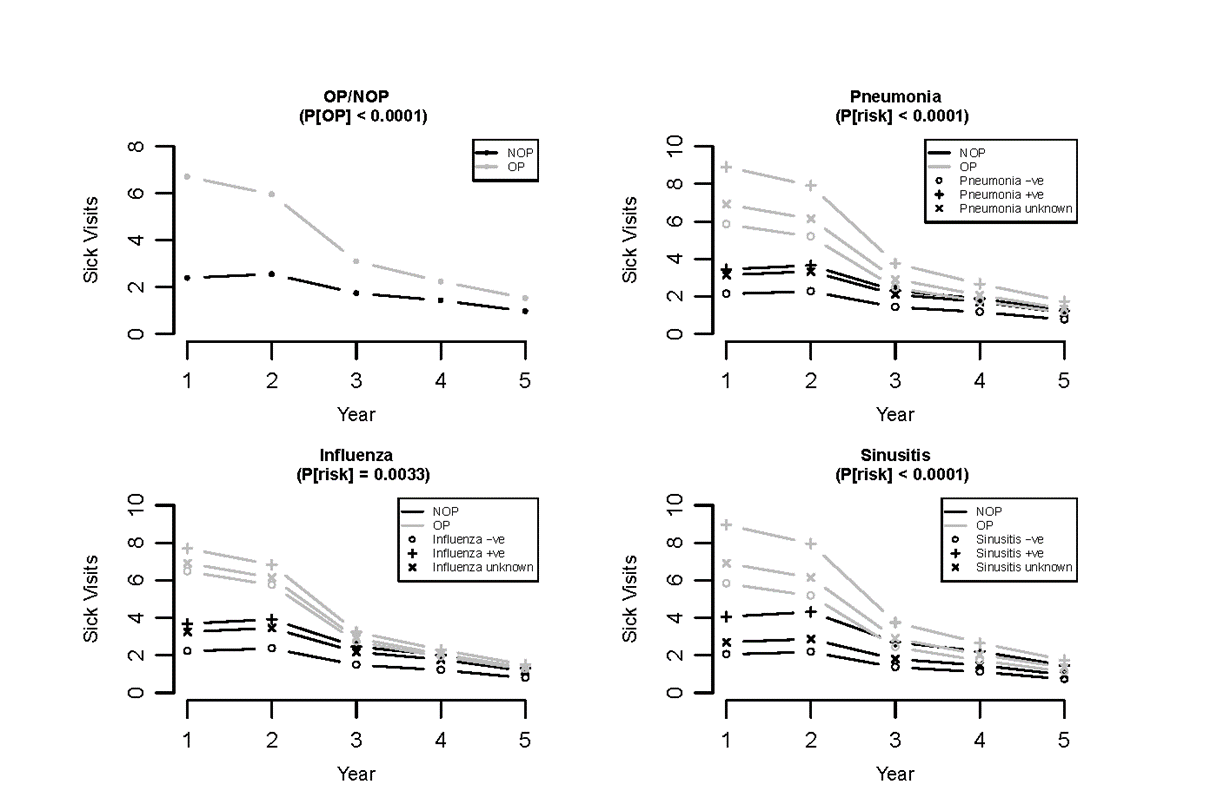 OP/NOP
(P[OP] < 0.0001)
Sick Visits
8
6
4
2
0
NOP
OP
1 2 3 4 5
Year
Pneumonia
(P[risk] < 0.0001)
Sick Visits
10
8
6
4
2
0
NOP
OP
Pneumonia −ve
Pneumonia +ve
Pneumonia unknown
1 2 3 4 5
Year
Influenza
(P[risk] = 0.0033)
Sick Visits
10
8
6
4
2
0
NOP
OP
Influenza −ve
Influenza +ve
Influenza unknown
1 2 3 4 5
Year
Sinusitis
(P[risk] < 0.0001)
Sick Visits
10
8
6
4
2
0
NOP
OP
Sinusitis −ve
Sinusitis +ve
Sinusitis unknown
1 2 3 4 5
Year